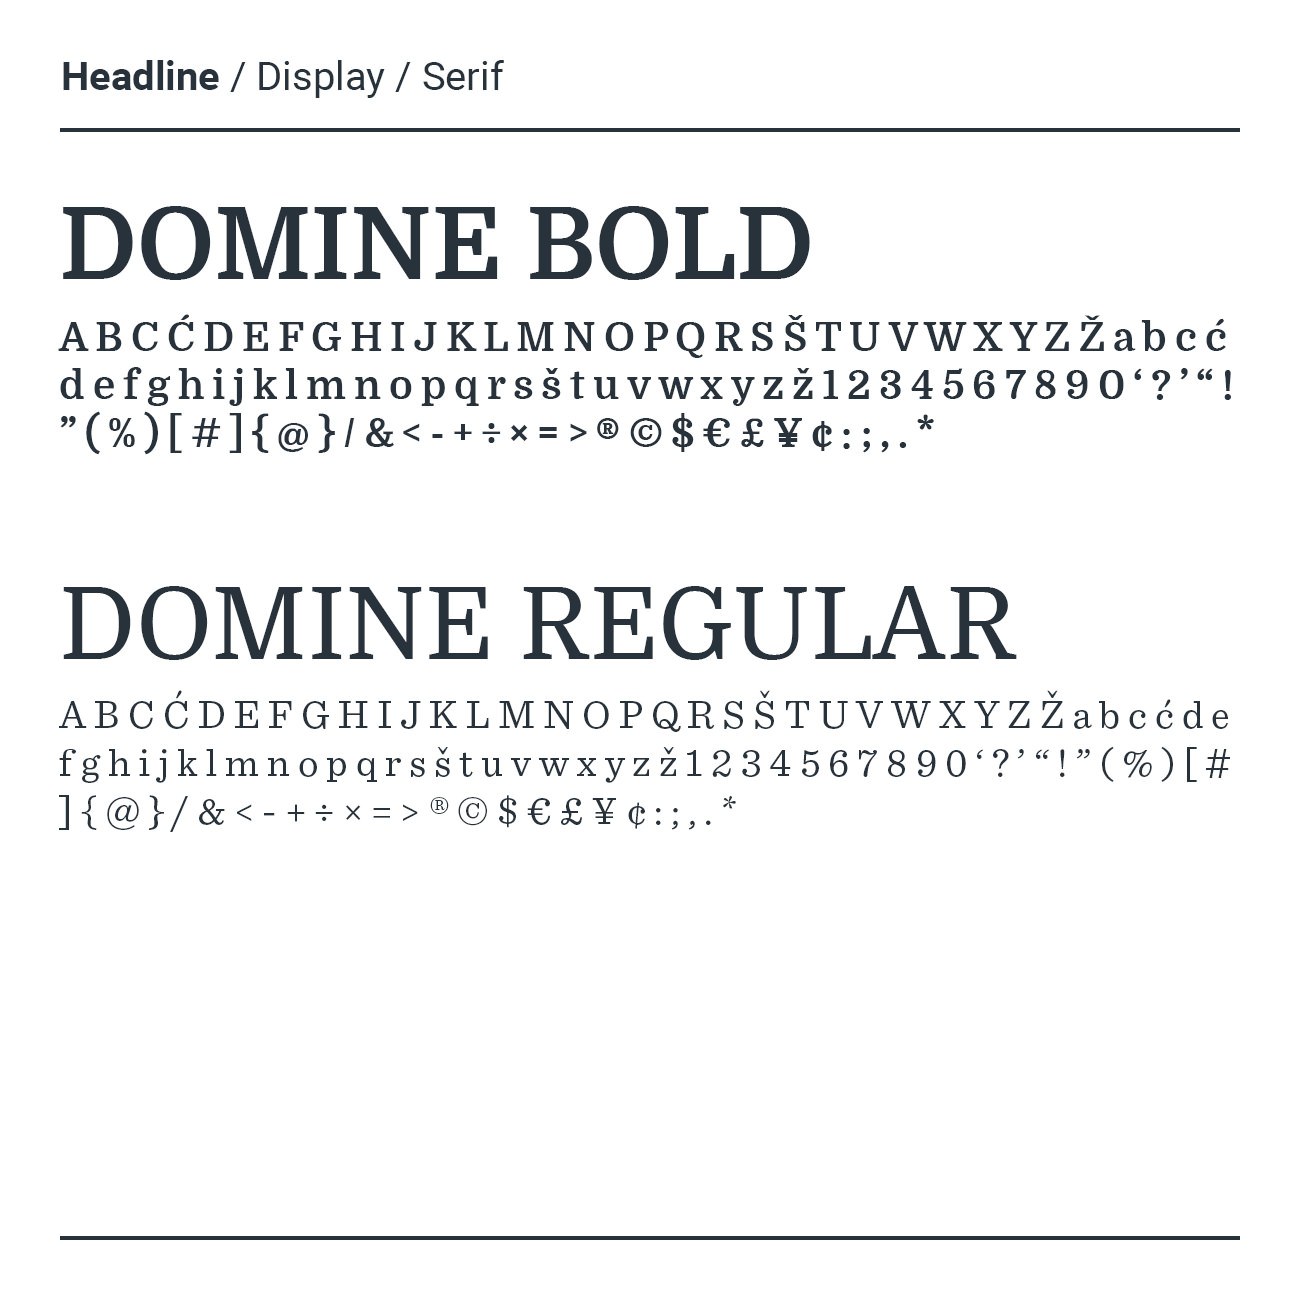 Headline / Display / Serif
DOMINE BOLD
A B C Ć D E F G H I J K L M N O P Q R S Š T U V W X Y Z Ž a b c ć
d e f g h i j k l m n o p q r s š t u v w x y z ž 1 2 3 4 5 6 7 8 9 0 ‘ ? ’ “ !
” ( % ) [ # ] { @ } / & < - + ÷ × = > ® © $ € £ ¥ ¢ : ; , . *
DOMINE REGULAR
A B C Ć D E F G H I J K L M N O P Q R S Š T U V W X Y Z Ž a b c ć d e
f g h i j k l m n o p q r s š t u v w x y z ž 1 2 3 4 5 6 7 8 9 0 ‘ ? ’ “ ! ” ( % ) [ #
] { @ } / & < - + ÷ × = > ® © $ € £ ¥ ¢ : ; , . *